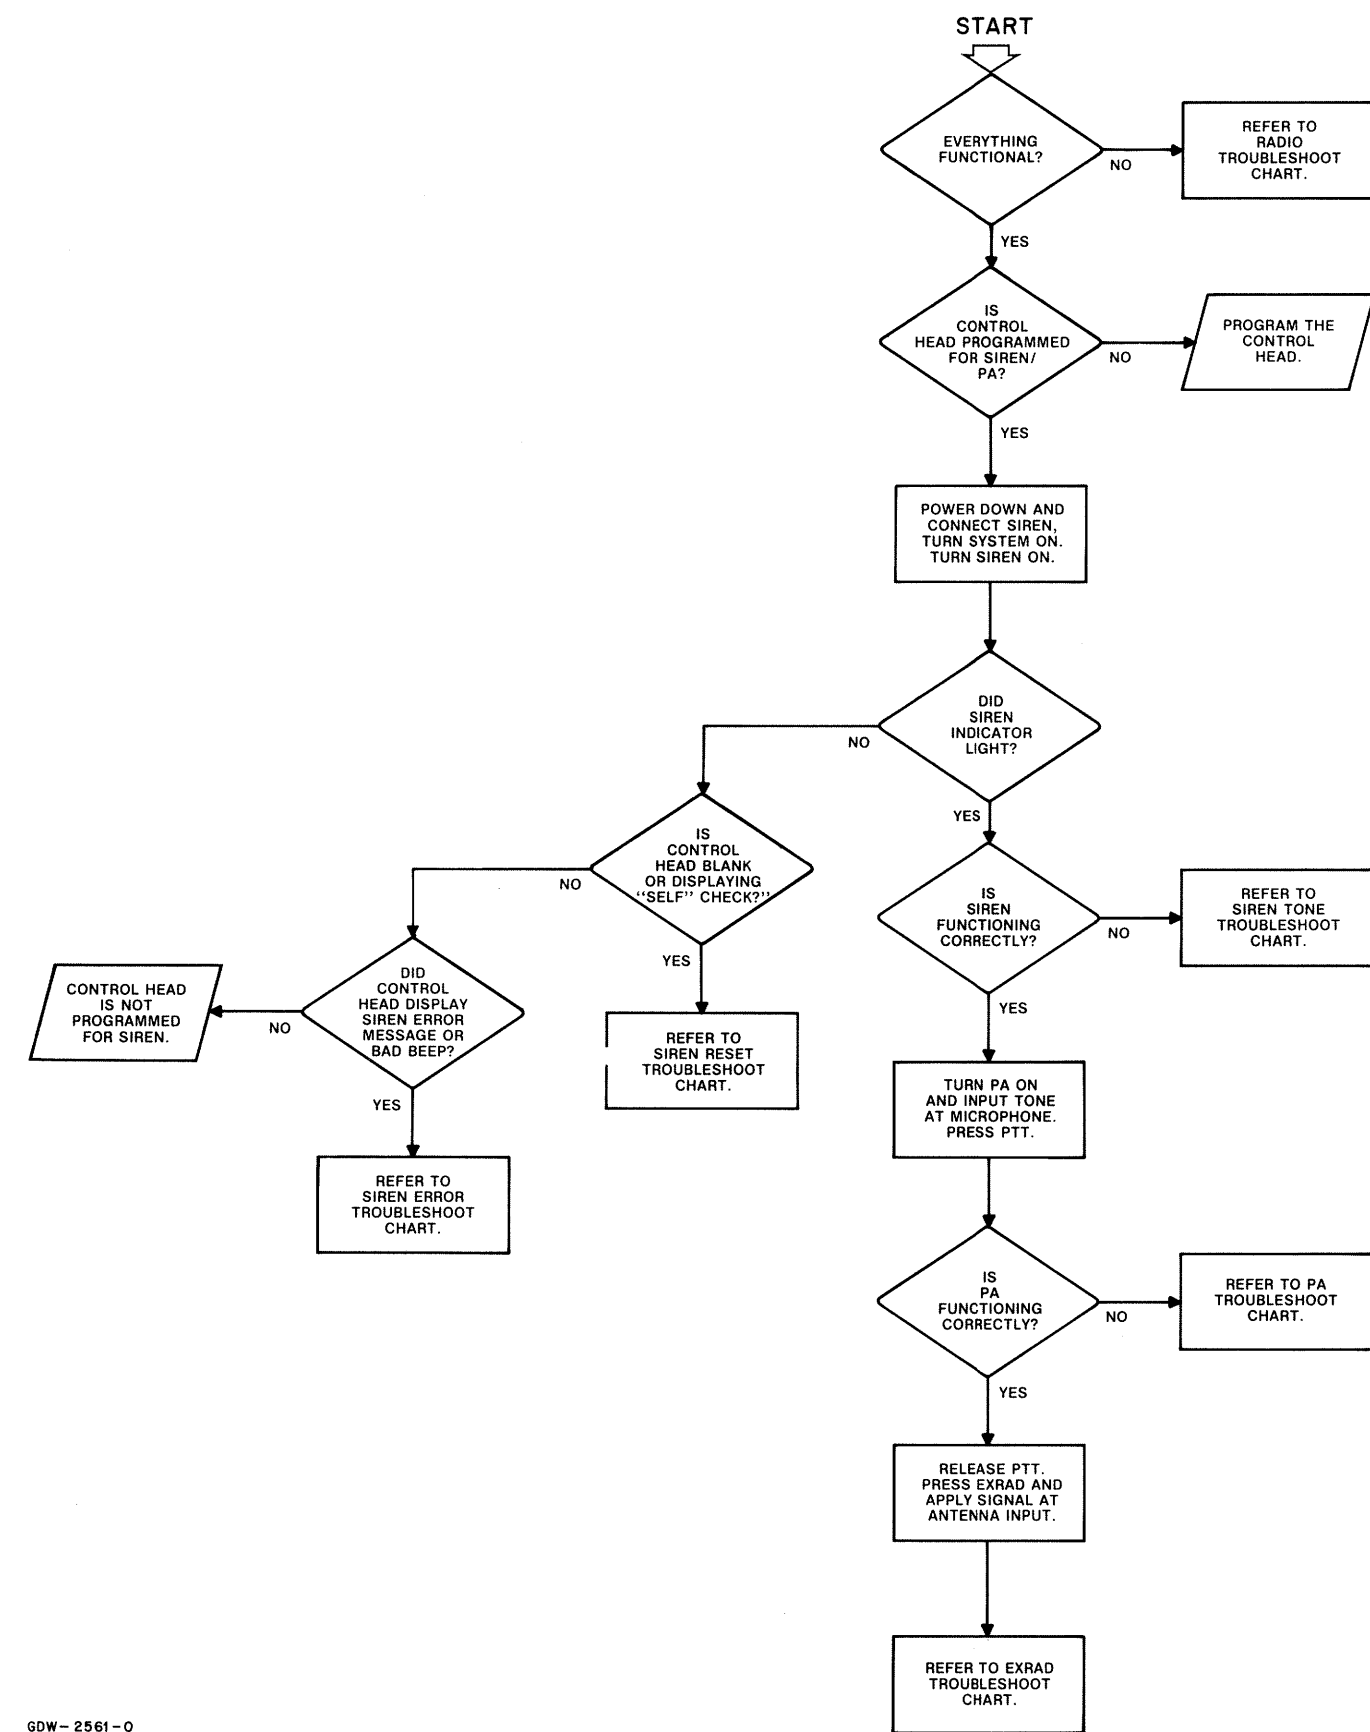 START
EVERYTHING
FUNCTIONAL?
NO
REFER TO
RADIO
TROUBLESHOOT
CHART.
YES
IS
CONTROL
HEAD PROGRAMMED
FOR SIREN/
PA?
NO
PROGRAM THE
CONTROL
HEAD.
YES
POWER DOWN AND
CONNECT SIREN,
TURN SYSTEM ON.
TURN SIREN ON.
DID
SIREN
INDICATOR
LIGHT?
NO
YES
IS
CONTROL
HEAD BLANK
OR DISPLAYING
"SELF" CHECK?"
NO
YES
IS
SIREN
FUNCTIONING
CORRECTLY?
NO
REFER TO
SIREN TONE
TROUBLESHOOT
CHART.
YES
DID
CONTROL
HEAD DISPLAY
SIREN ERROR
MESSAGE OR
BAD BEEP?
NO
CONTROL HEAD
IS NOT
PROGRAMMED
FOR SIREN.
YES
REFER TO
SIREN RESET
TROUBLESHOOT
CHART.
TURN PA ON
AND INPUT TONE
AT MICROPHONE.
PRESS PTT.
REFER TO
SIREN ERROR
TROUBLESHOOT
CHART.
IS
PA
FUNCTIONING
CORRECTLY?
NO
REFER TO PA
TROUBLESHOOT
CHART.
YES
RELEASE PTT.
PRESS EXRAD AND
APPLY SIGNAL AT
ANTENNA INPUT.
REFER TO EXRAD
TROUBLESHOOT
CHART.
GDW-2561-O